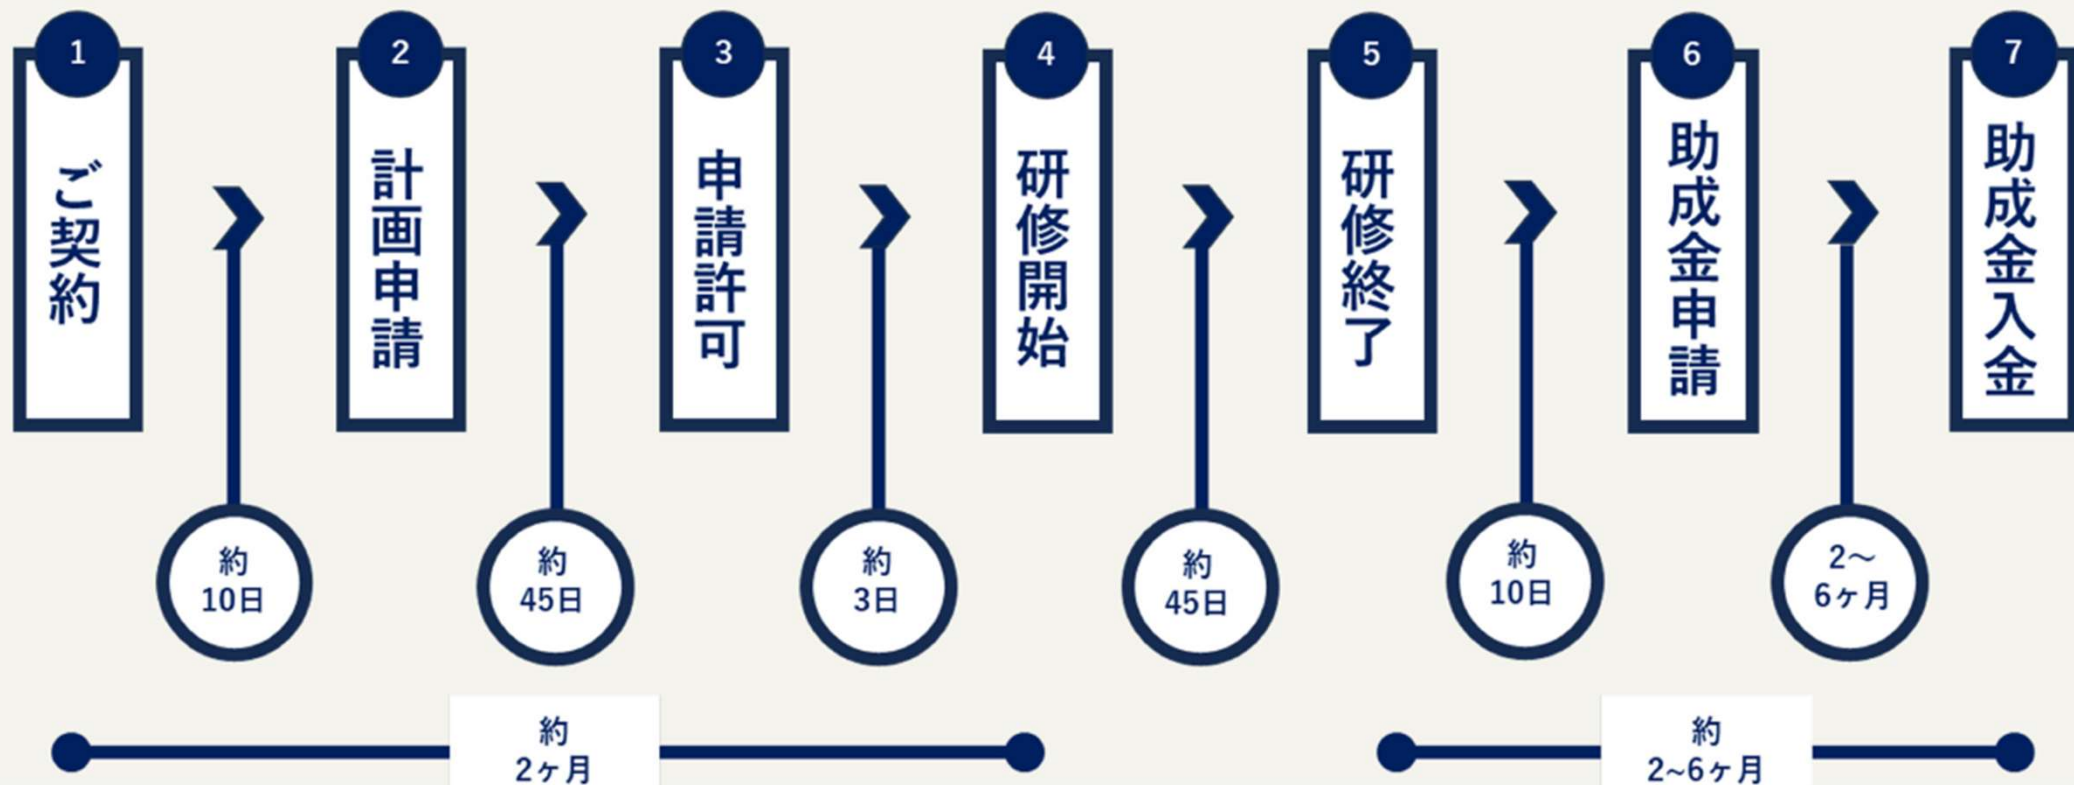 1
ご契約
約
10日
2
計画申請
約
45日
3
申請許可
約
3日
4
研修開始
約
45日
5
研修終了
約
10日
6
助成金申請
2〜
6ヶ月
7
助成金入金
約
2ヶ月
約
2~6ヶ月